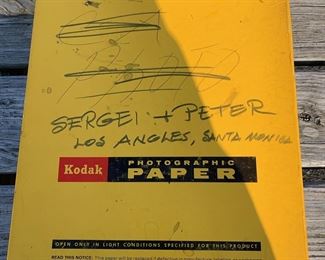 SERGEI + PETER
LOS ANGLES, SANTA MONICA
Kodak PHOTOGRAPHIC PAPER
OPEN ONLY IN LIGHT CONDITIONS SPECIFIED FOR THIS PRODUCT
READ THIS NOTICE: